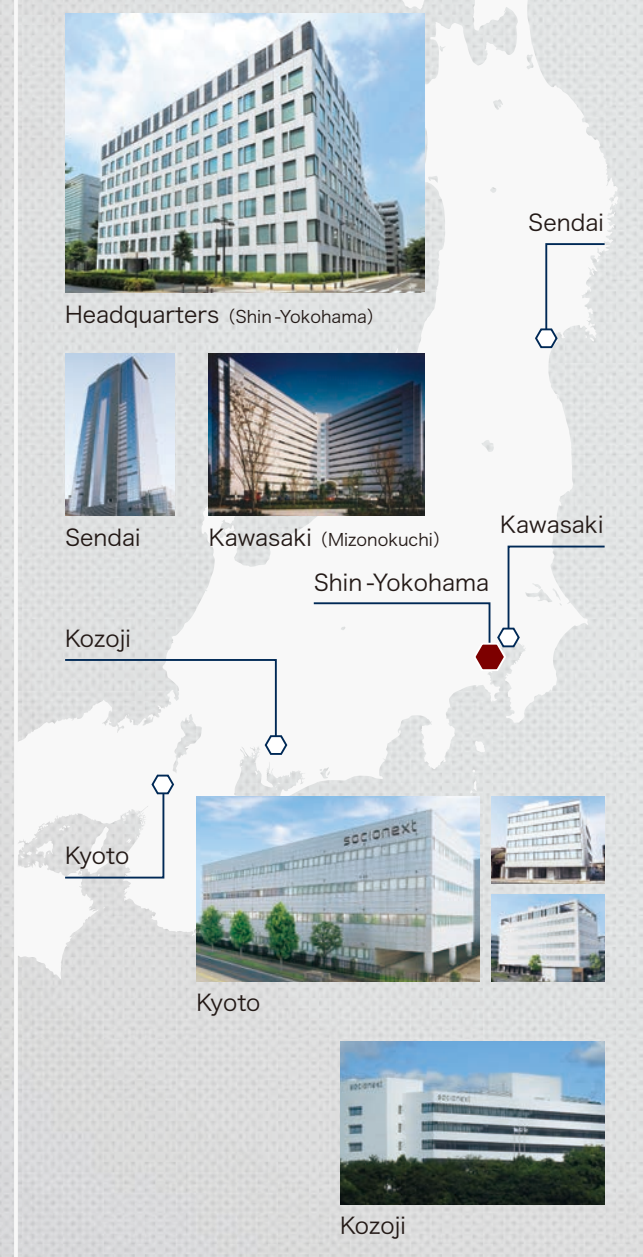 Sendai
Headquarters (Shin-Yokohama)
Sendai
Kawasaki (Mizonokuchi)
Kawasaki
Shin-Yokohama
Kozoji
Kyoto
socionext
Kyoto
socionext
socionext
Kozoji